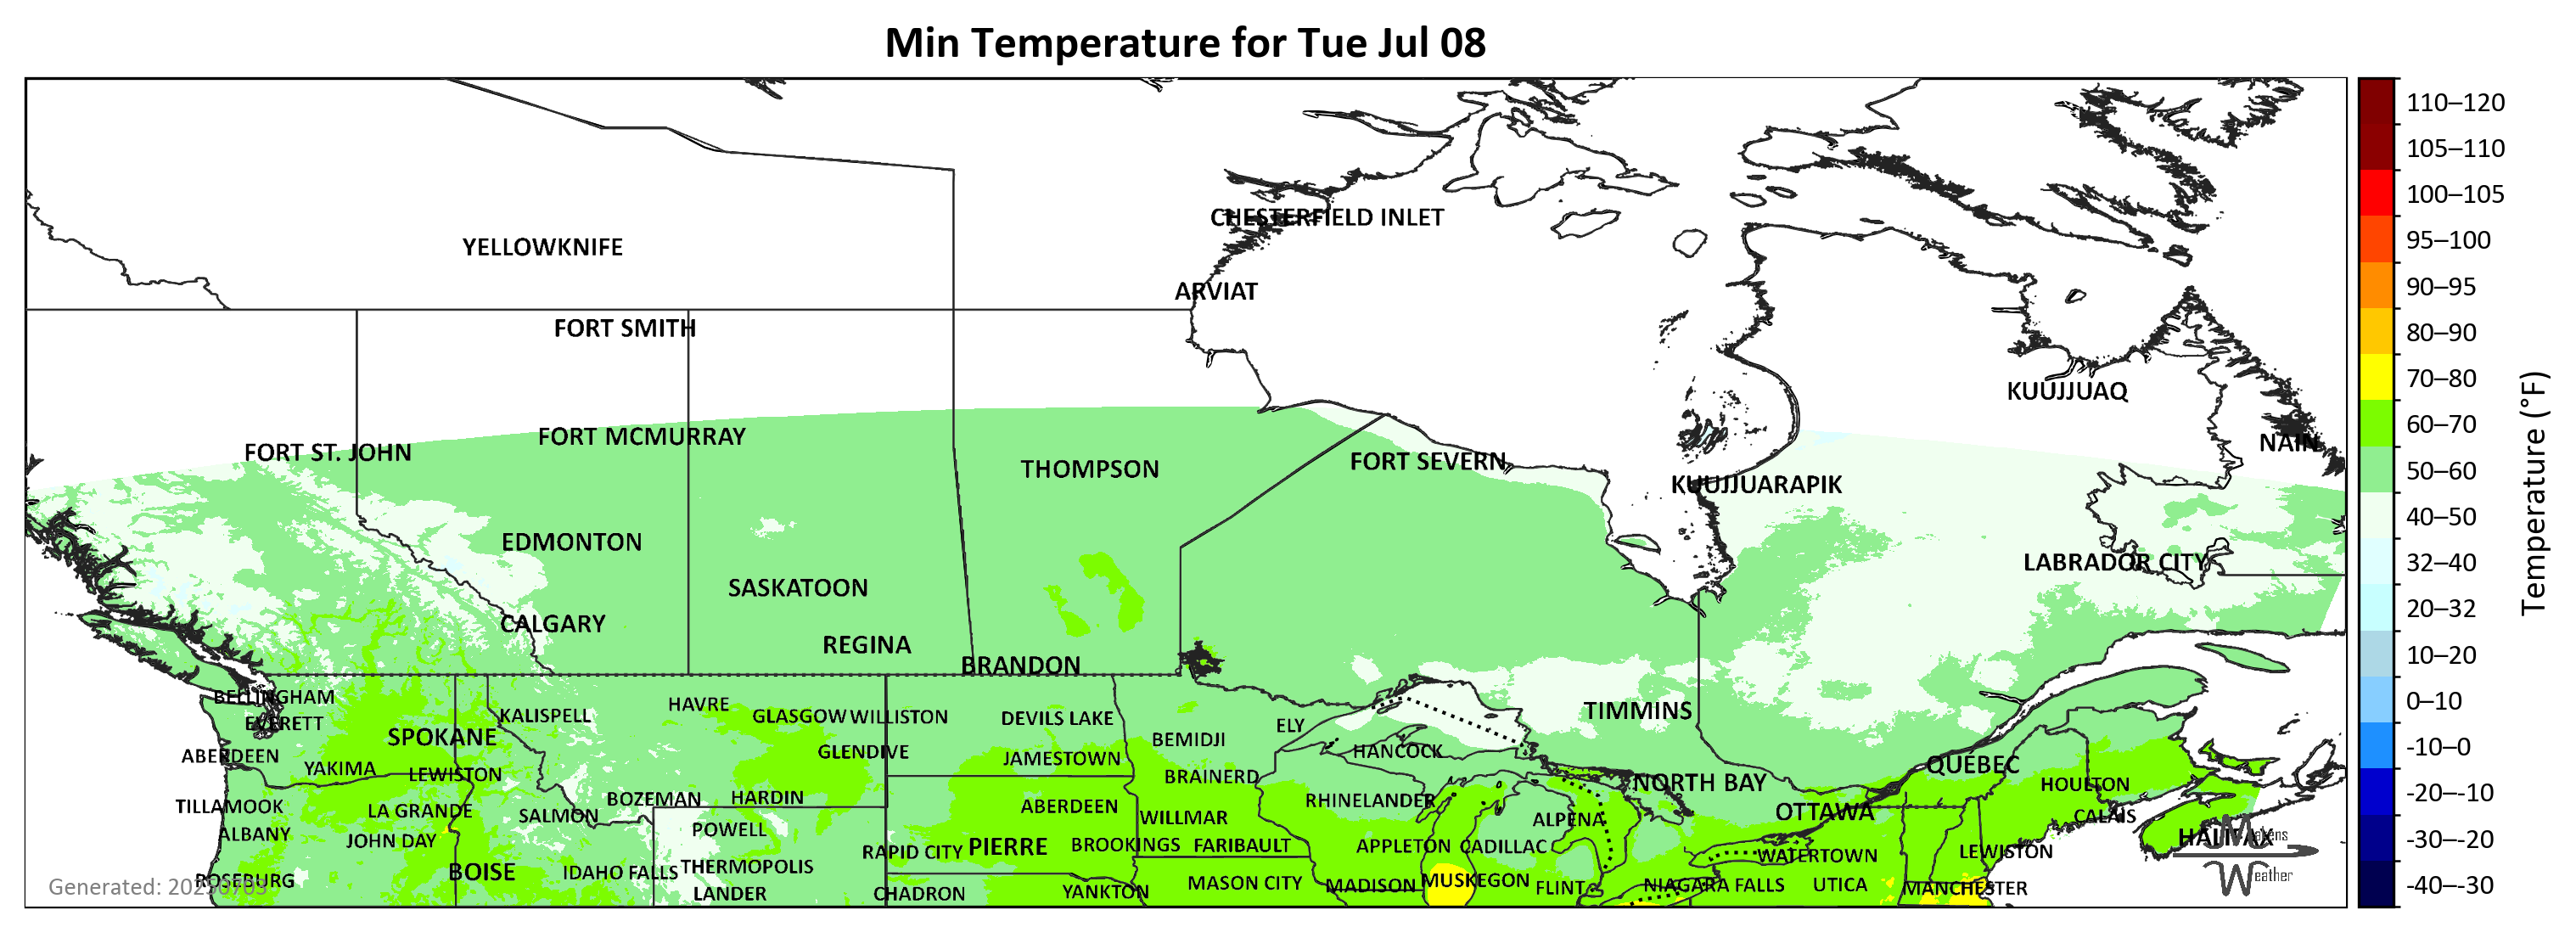 Min Temperature for Tue Jul 08
CHESTERFIELD INLET
YELLOWKNIFE
ARVIAT
FORT SMITH
KUUJJUAQ
FORT MCMURRAY
NAIN
FORT ST. JOHN
FORT SEVERN
THOMPSON
KUUJJUARAPIK
EDMONTON
LABRADOR CITY
SASKATOON
CALGARY
REGINA
BRANDON
BELLINGHAM
HAVRE
TIMMINS
KALISPELL
GLASGOW WILLISTON
DEVILS LAKE
EVERETT
ELY
SPOKANE
BEMIDJI
ABERDEEN
GLENDIVE
HANCOCK
JAMESTOWN
QUÉBEC
YAKIMA
LEWISTON
BRAINERD
NORTH BAY
HOULTON
BOZEMAN
HARDIN
RHINELANDER
TILLAMOOK
LA GRANDE
ABERDEEN
SALMON
WILLMAR
OTTAWA
CALAIS
ALPENA
ALBANY
JOHN DAY
POWELL
HALIFAX
Makens
Weather
RAPID CITY
PIERRE
BROOKINGS
FARIBAULT
APPLETON
CADILLAC
WATERTOWN
LEWISTON
BOISE
IDAHO FALLS
THERMOPOLIS
ROSEBURG
MASON CITY
MADISON
MUSKEGON
FLINT
NIAGARA FALLS
UTICA
MANCHESTER
LANDER
CHADRON
YANKTON
Generated: 20250703
110–120
105–110
100–105
95–100
90–95
80–90
70–80
60–70
50–60
40–50
32–40
20–32
10–20
0–10
-10–0
-20–-10
-30–-20
-40–-30
Temperature (°F)